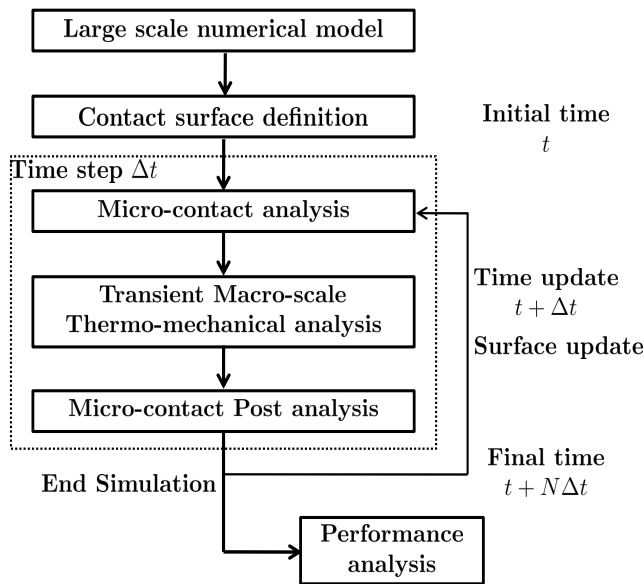 Large scale numerical model
Contact surface definition
Initial time
t
Time step Δt
Micro-contact analysis
Transient Macro-scale
Thermo-mechanical analysis
Time update
t + Δt
Surface update
Micro-contact Post analysis
Final time
t + NΔt
End Simulation
Performance
analysis